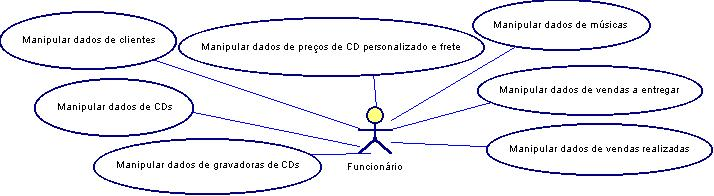 Manipular dados de músicas
Manipular dados de clientes
Manipular dados de preços de CD personalizado e frete
Manipular dados de vendas a entregar
Manipular dados de CDs
Manipular dados de vendas realizadas
Manipular dados de gravadoras de CDs
Funcionário